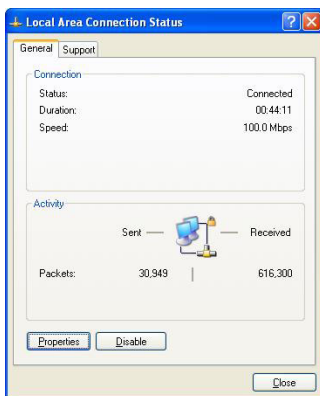 Local Area Connection Status
General Support
Connection
Status: Connected
Duration: 00:44:11
Speed: 100.0 Mbps
Activity
Sent Received
Packets: 30,949 616,300
Properties Disable
Close